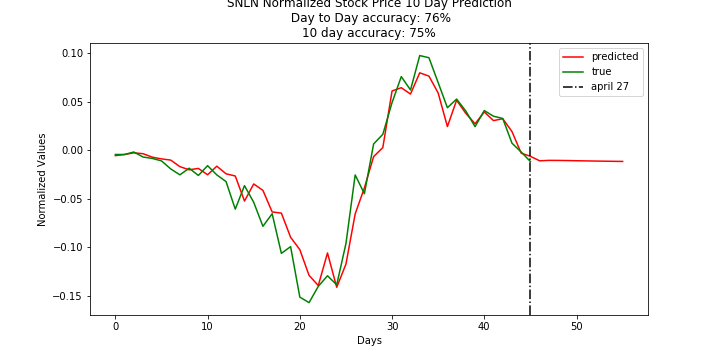 SNLN Normalized Stock Price 10 Day Prediction
Day to Day accuracy: 76%
10 day accuracy: 75%
predicted
true
april 27
Normalized Values
0.10
0.05
0.00
−0.05
−0.10
−0.15
0
10
20
30
40
50
Days